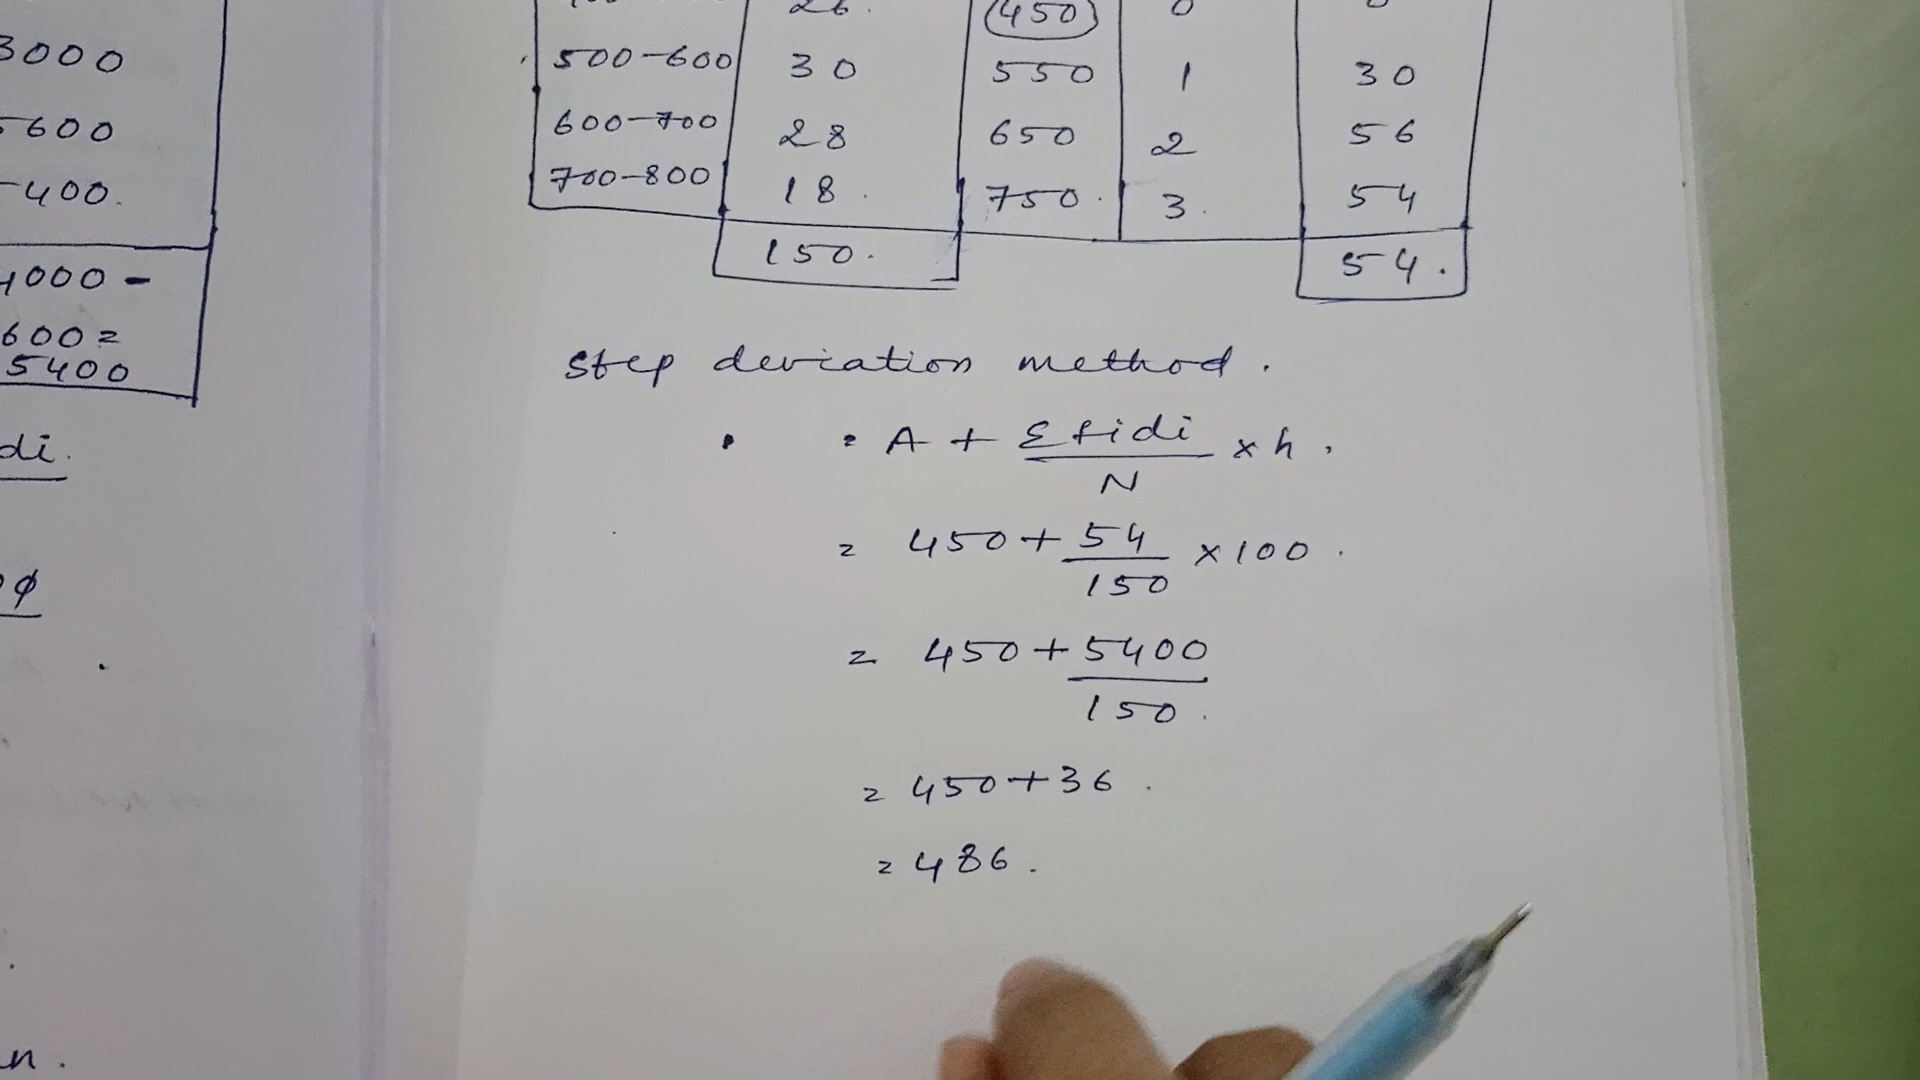 3000
5600
-400.
4000 -
600 =
5400
di.
n.
26. (450) 0
500-600 30 550 1 30
600-700 28 650 2 56
700-800 18. 750. 3. 54
150. 54.
Step deviation method.
= A + Σfidi/N × h.
= 450 + 54/150 × 100.
= 450 + 5400/150.
= 450 + 36.
= 486.